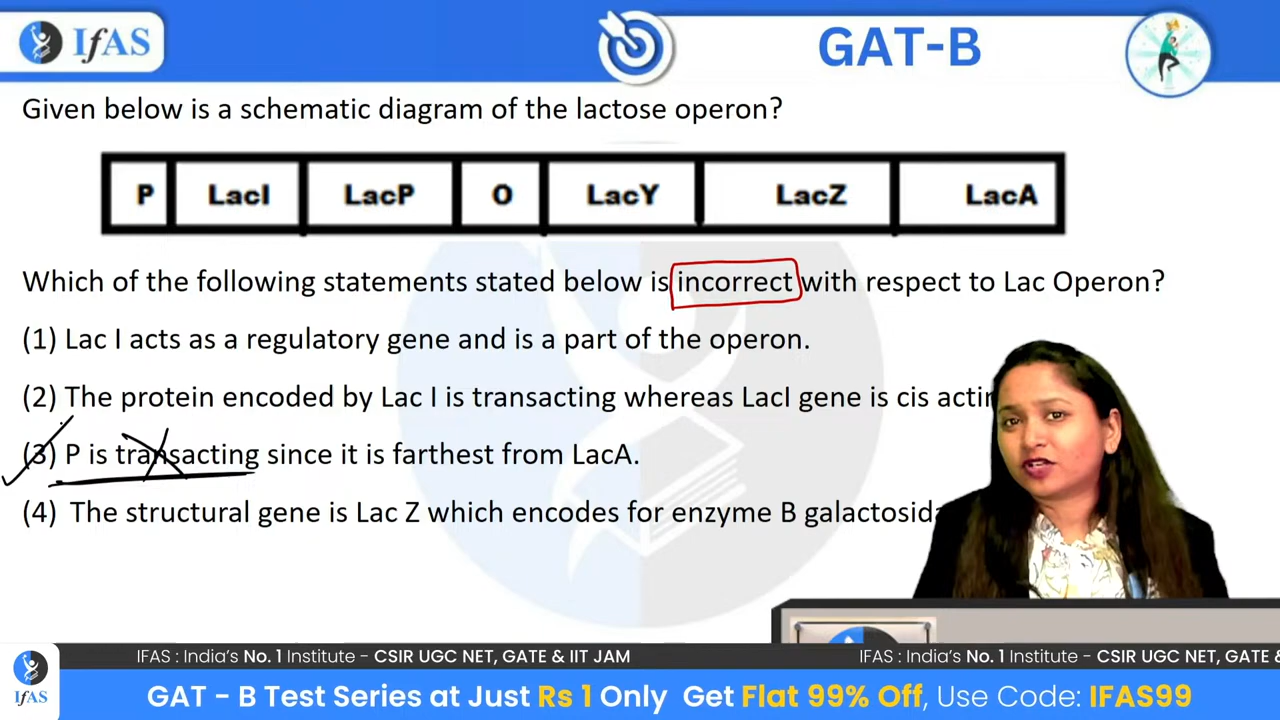 IfAS
GAT-B
Given below is a schematic diagram of the lactose operon?
P LacI LacP O LacY LacZ LacA
Which of the following statements stated below is incorrect with respect to Lac Operon?
(1) Lac I acts as a regulatory gene and is a part of the operon.
(2) The protein encoded by Lac I is transacting whereas LacI gene is cis
(3) P is transacting since it is farthest from LacA.
(4) The structural gene is Lac Z which encodes for enzyme B
IFAS : India's No. 1 Institute – CSIR UGC NET, GATE & IIT JAM
IFAS : India's No. 1 Institute – CSIR UGC NET, GATE &
IfAS
GAT – B Test Series at Just Rs 1 Only Get Flat 99% Off, Use Code: IFAS99